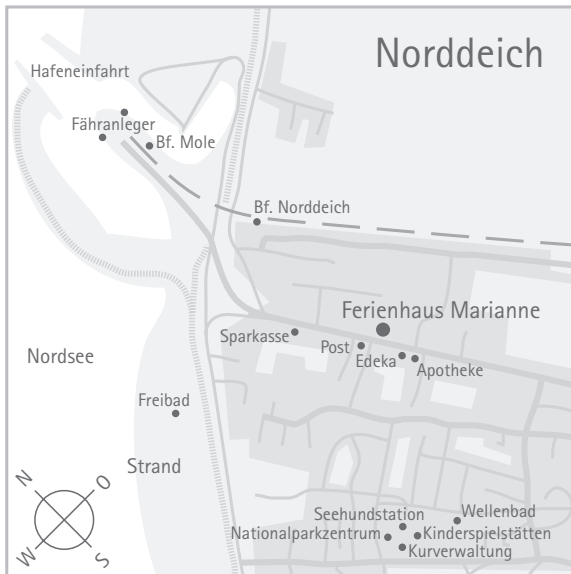 Norddeich
Hafeneinfahrt
Fähranleger
Bf. Mole
Bf. Norddeich
Ferienhaus Marianne
Sparkasse
Post
Edeka
Apotheke
Nordsee
Freibad
Strand
N
O
W
S
Seehundstation
Wellenbad
Nationalparkzentrum
Kinderspielstätten
Kurverwaltung